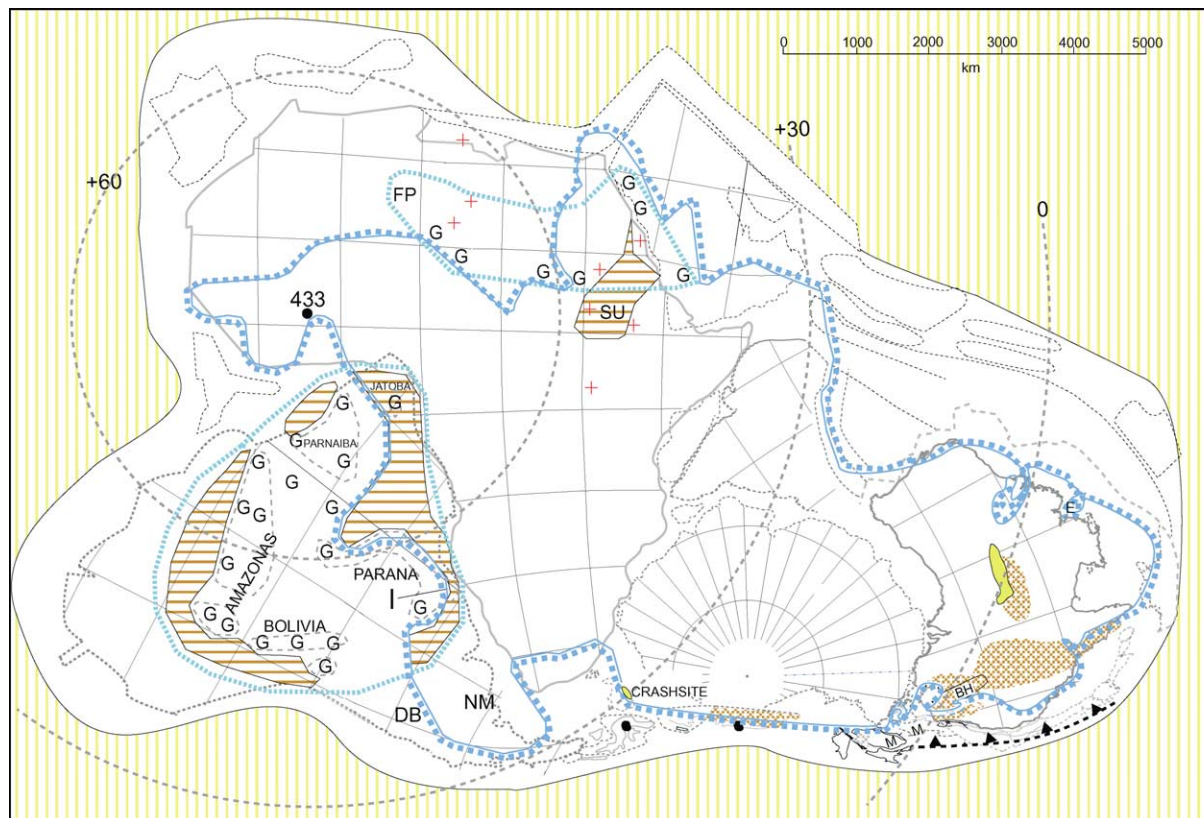 0 1000 2000 3000 4000 5000
km
+30
+60
0
FP
G
G
G
G
G
G
G
433
SU
JATOBA
G
G
G PARNAIBA
G
G
G
G
G
G
G
G
AMAZONAS
PARANA
I
G
G
G
BOLIVIA
G G G
G
DB
NM
CRASHSITE
E
BH
M
M